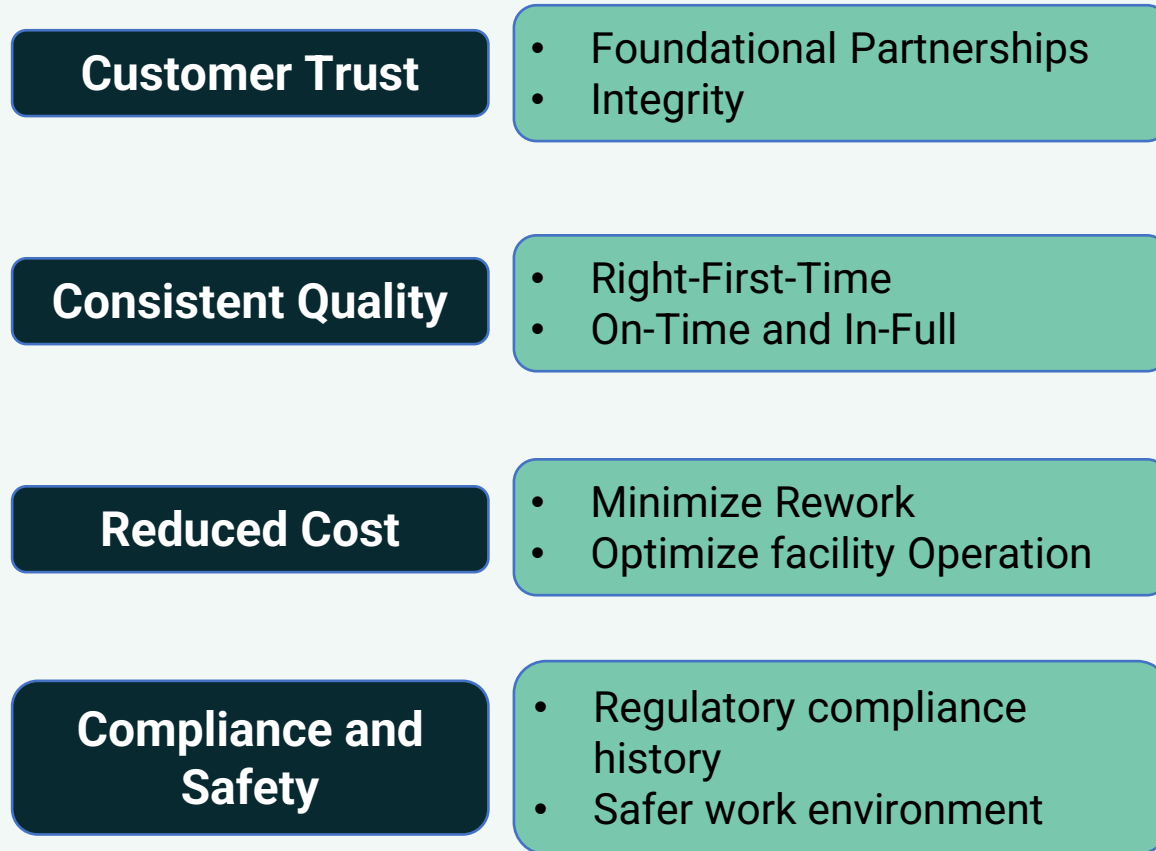 Customer Trust
• Foundational Partnerships
• Integrity
Consistent Quality
• Right-First-Time
• On-Time and In-Full
Reduced Cost
• Minimize Rework
• Optimize facility Operation
Compliance and
Safety
• Regulatory compliance
history
• Safer work environment